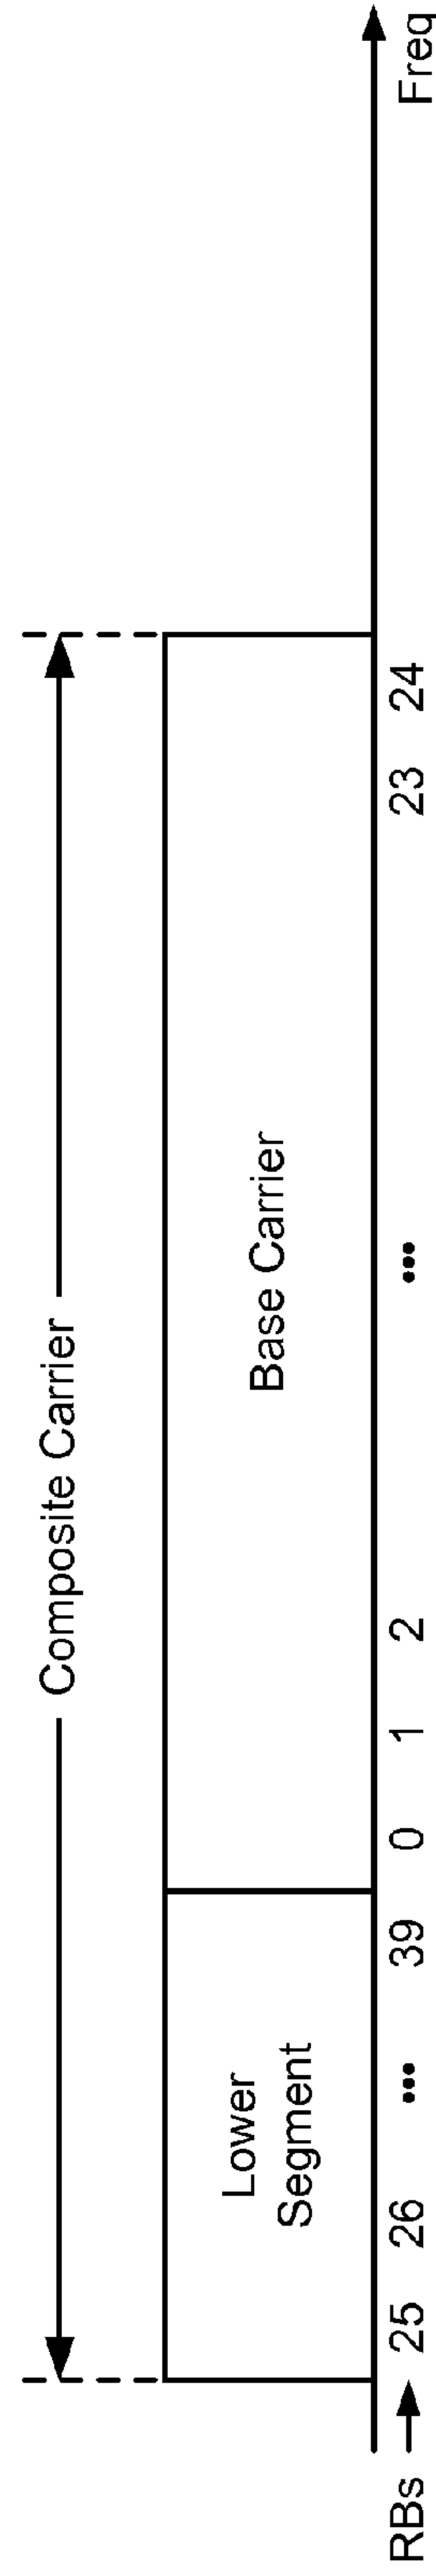 Composite Carrier
Lower
Segment
Base Carrier
RBs 25 26 ... 39 0 1 2 ... 23 24
Freq